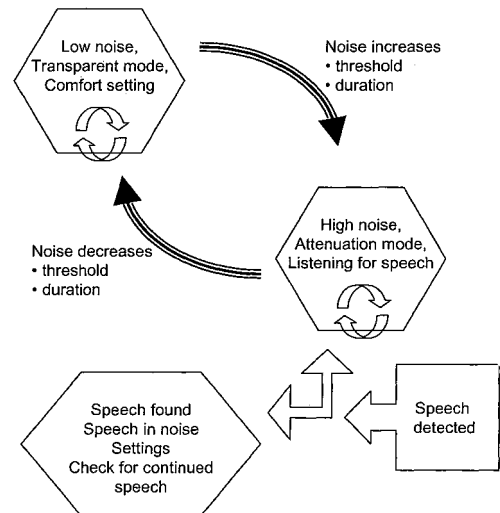 Low noise,
Transparent mode,
Comfort setting
Noise increases
• threshold
• duration
High noise,
Attenuation mode,
Listening for speech
Noise decreases
• threshold
• duration
Speech found
Speech in noise
Settings
Check for continued
speech
Speech
detected